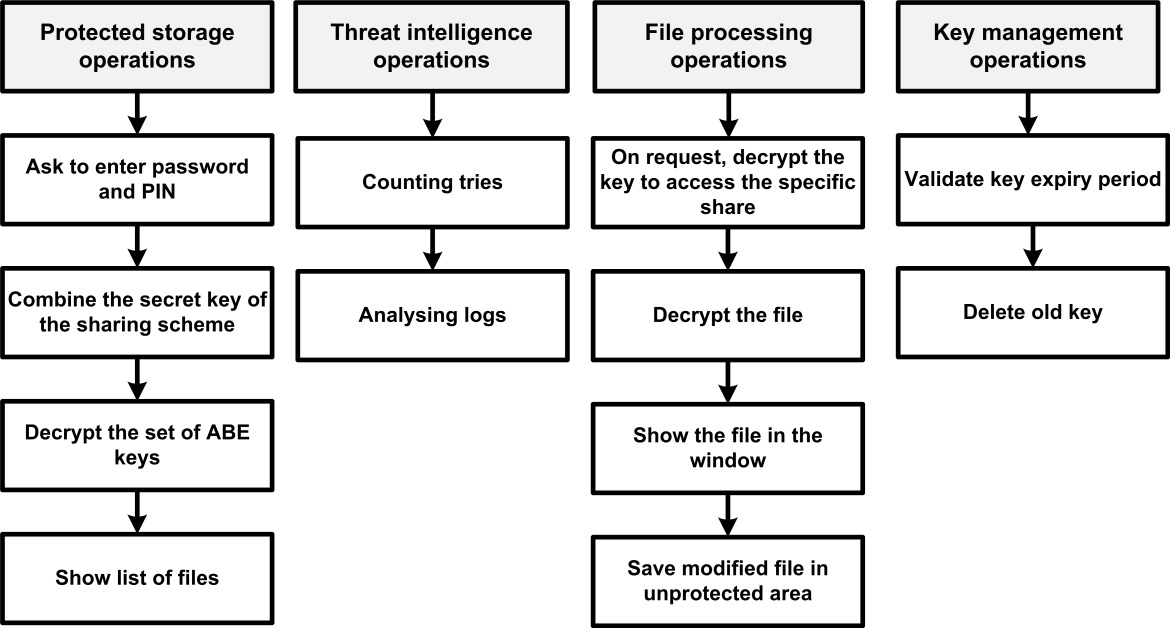 Protected storage
operations
Ask to enter password
and PIN
Combine the secret key of
the sharing scheme
Decrypt the set of ABE
keys
Show list of files
Threat intelligence
operations
Counting tries
Analysing logs
File processing
operations
On request, decrypt the
key to access the specific
share
Decrypt the file
Show the file in the
window
Save modified file in
unprotected area
Key management
operations
Validate key expiry period
Delete old key